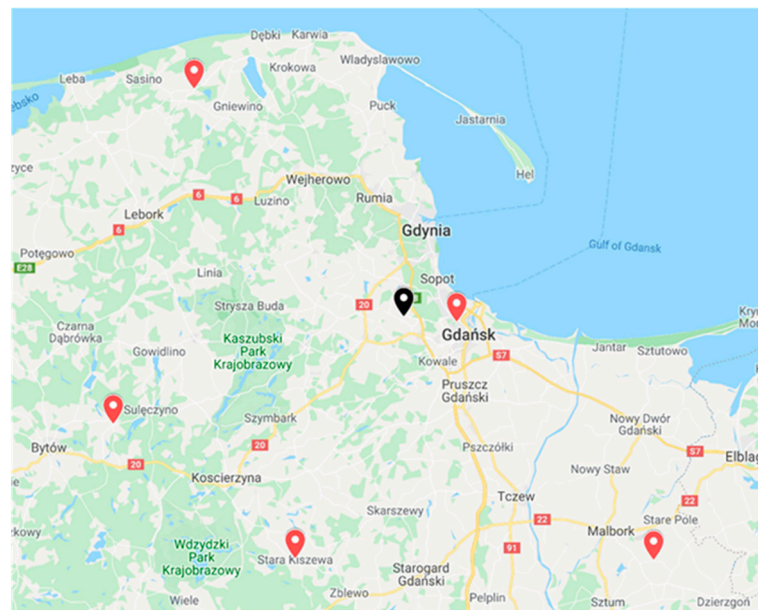 Dębki
Karwia
Wladyslawowo
Leba
Sasino
Krokowa
Gniewino
Puck
Jastarnia
Hel
Wejherowo
Luzino
Rumia
6
6
Lebork
6
Potęgowo
E28
Gdynia
Gulf of Gdansk
Linia
Sopot
Strysza Buda
20
Gdańsk
Czarna
Dąbrówka
Gowidlino
Kaszubski
Park
Krajobrazowy
Kowale
S7
Jantar
Sztutowo
Pruszcz
Gdański
Sulęczyno
Szymbark
Nowy Dwór
Gdański
Bytów
20
20
Pszczółki
S7
Elbląg
Koscierzyna
Nowy Staw
Tczew
22
Skarszewy
22
Malbork
Stare Pole
Wdzydzki
Park
Krajobrazowy
Stara Kiszewa
91
Starogard
Gdański
Zblewo
Wiele
Pelplin
Sztum
Dzierzgoń